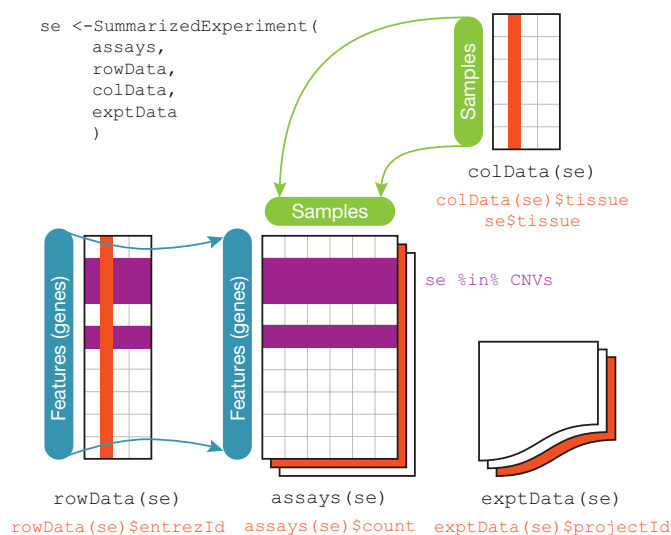 se <-SummarizedExperiment(
assays,
rowData,
colData,
exptData
)
Samples
colData(se)
colData(se)$tissue
se$tissue
Samples
Features (genes)
Features (genes)
se %in% CNVs
rowData(se)
assays(se)
exptData(se)
rowData(se)$entrezId
assays(se)$count
exptData(se)$projectId